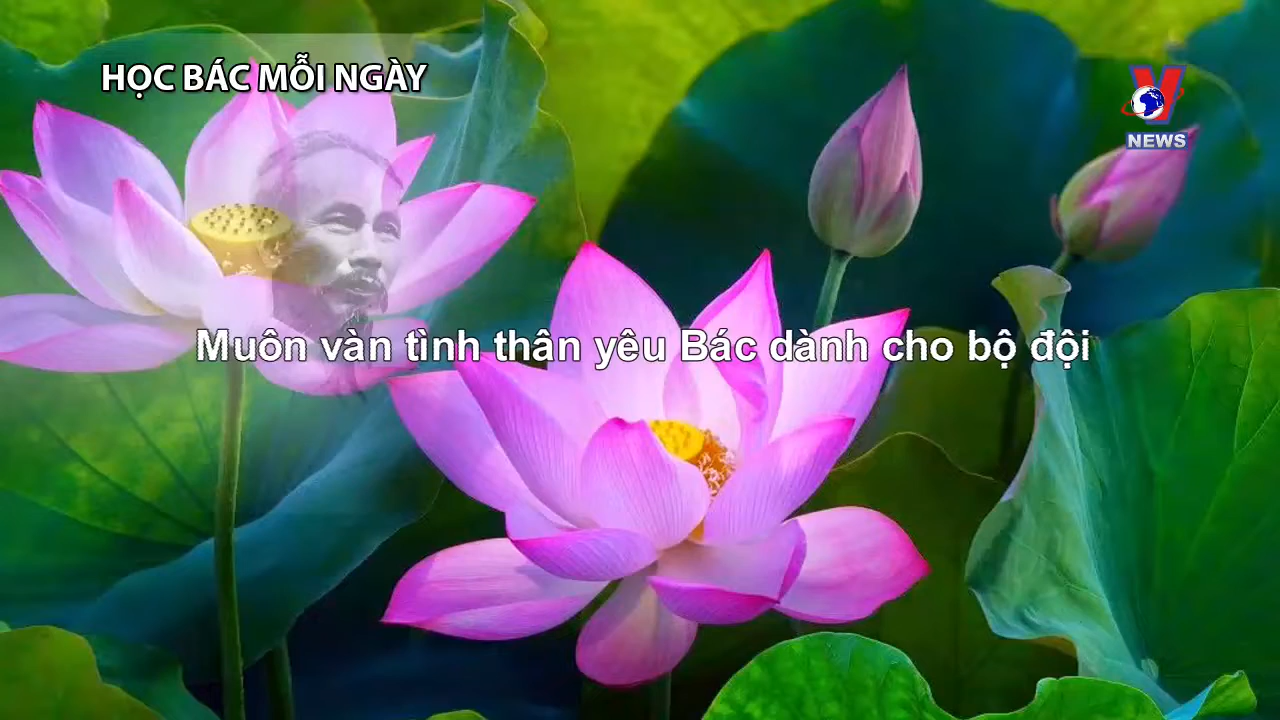 HỌC BÁC MỖI NGÀY
V
NEWS
Muôn vàn tình thân yêu Bác dành cho bộ đội